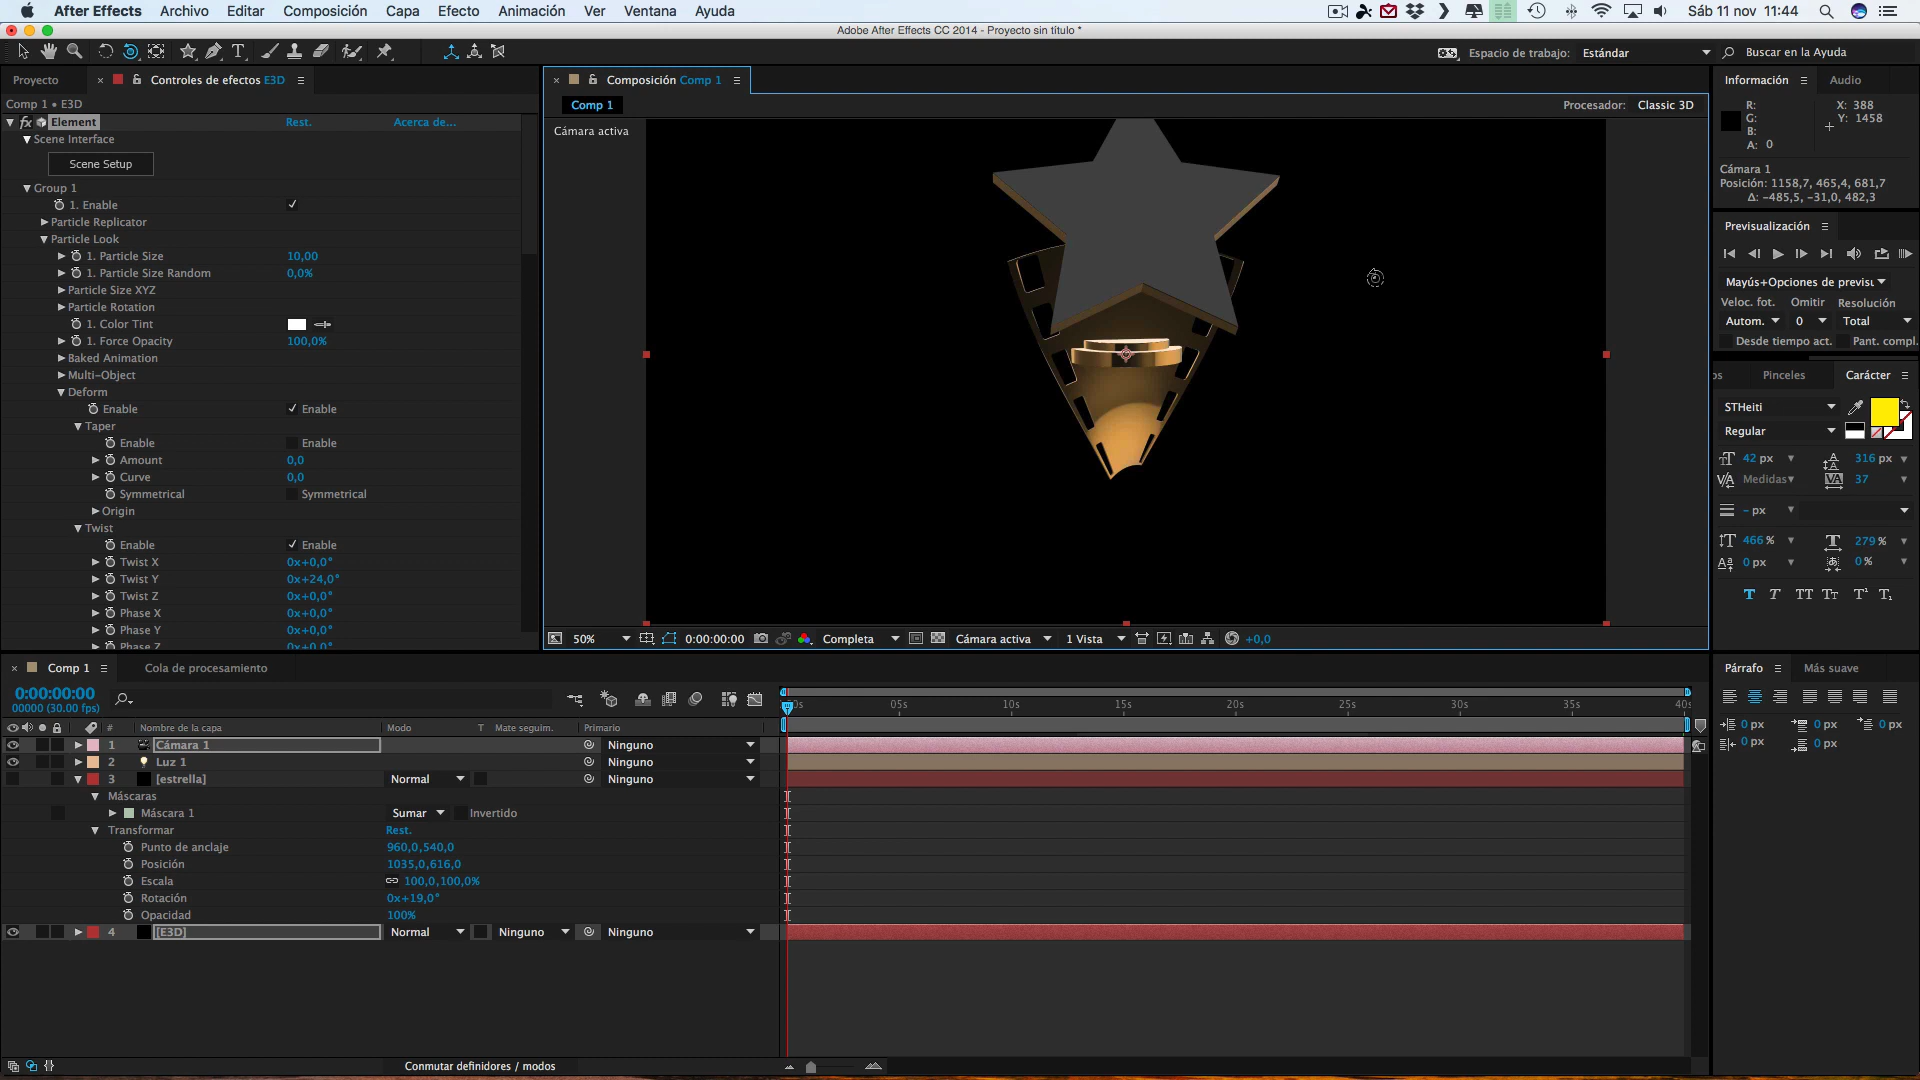 After Effects Archivo Editar Composición Capa Efecto Animación Ver Ventana Ayuda Sáb 11 nov 11:44
Adobe After Effects CC 2014 - Proyecto sin título *
Espacio de trabajo: Estándar Buscar en la Ayuda
Proyecto Controles de efectos E3D
Composición Comp 1
Información Audio
Comp 1 • E3D
Comp 1
Procesador: Classic 3D
R:
G:
B:
A: 0
X: 388
Y: 1458
Element Rest. Acerca de...
Cámara activa
Scene Interface
Scene Setup
Cámara 1
Posición: 1158,7, 465,4, 681,7
Δ: -485,5, -31,0, 482,3
Group 1
1. Enable
Particle Replicator
Particle Look
1. Particle Size 10,00
1. Particle Size Random 0,0%
Particle Size XYZ
Particle Rotation
1. Color Tint
1. Force Opacity 100,0%
Baked Animation
Multi-Object
Deform
Enable Enable
Taper
Enable Enable
Amount 0,0
Curve 0,0
Symmetrical Symmetrical
Origin
Twist
Enable Enable
Twist X 0x+0,0°
Twist Y 0x+24,0°
Twist Z 0x+0,0°
Phase X 0x+0,0°
Phase Y 0x+0,0°
Phase Z 0x+0,0°
Previsualización
Mayús+Opciones de previsu
Veloc. fot. Omitir Resolución
Autom. 0 Total
Desde tiempo act. Pant. compl.
os Pinceles Carácter
STHeiti
Regular
42 px 316 px
Medidas 37
- px
466 % 279 %
0 px 0 %
T T TT Tт T¹ T₁
50% 0:00:00:00 Completa Cámara activa 1 Vista +0,0
Comp 1 Cola de procesamiento
Párrafo Más suave
0:00:00:00
00000 (30.00 fps)
0s 05s 10s 15s 20s 25s 30s 35s 40s
# Nombre de la capa Modo T Mate seguim. Primario
0 px 0 px 0 px
0 px 0 px
1 Cámara 1 Ninguno
2 Luz 1 Ninguno
3 [estrella] Normal Ninguno
Máscaras
Máscara 1 Sumar Invertido
Transformar Rest.
Punto de anclaje 960,0,540,0
Posición 1035,0,616,0
Escala 100,0,100,0%
Rotación 0x+19,0°
Opacidad 100%
4 [E3D] Normal Ninguno Ninguno
Conmutar definidores / modos